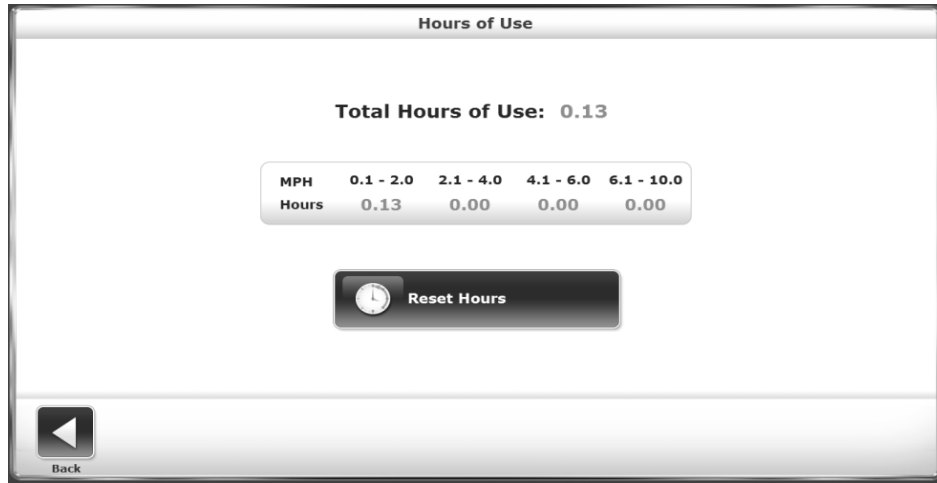 Hours of Use
Total Hours of Use: 0.13
MPH 0.1 - 2.0 2.1 - 4.0 4.1 - 6.0 6.1 - 10.0
Hours 0.13 0.00 0.00 0.00
Reset Hours
Back